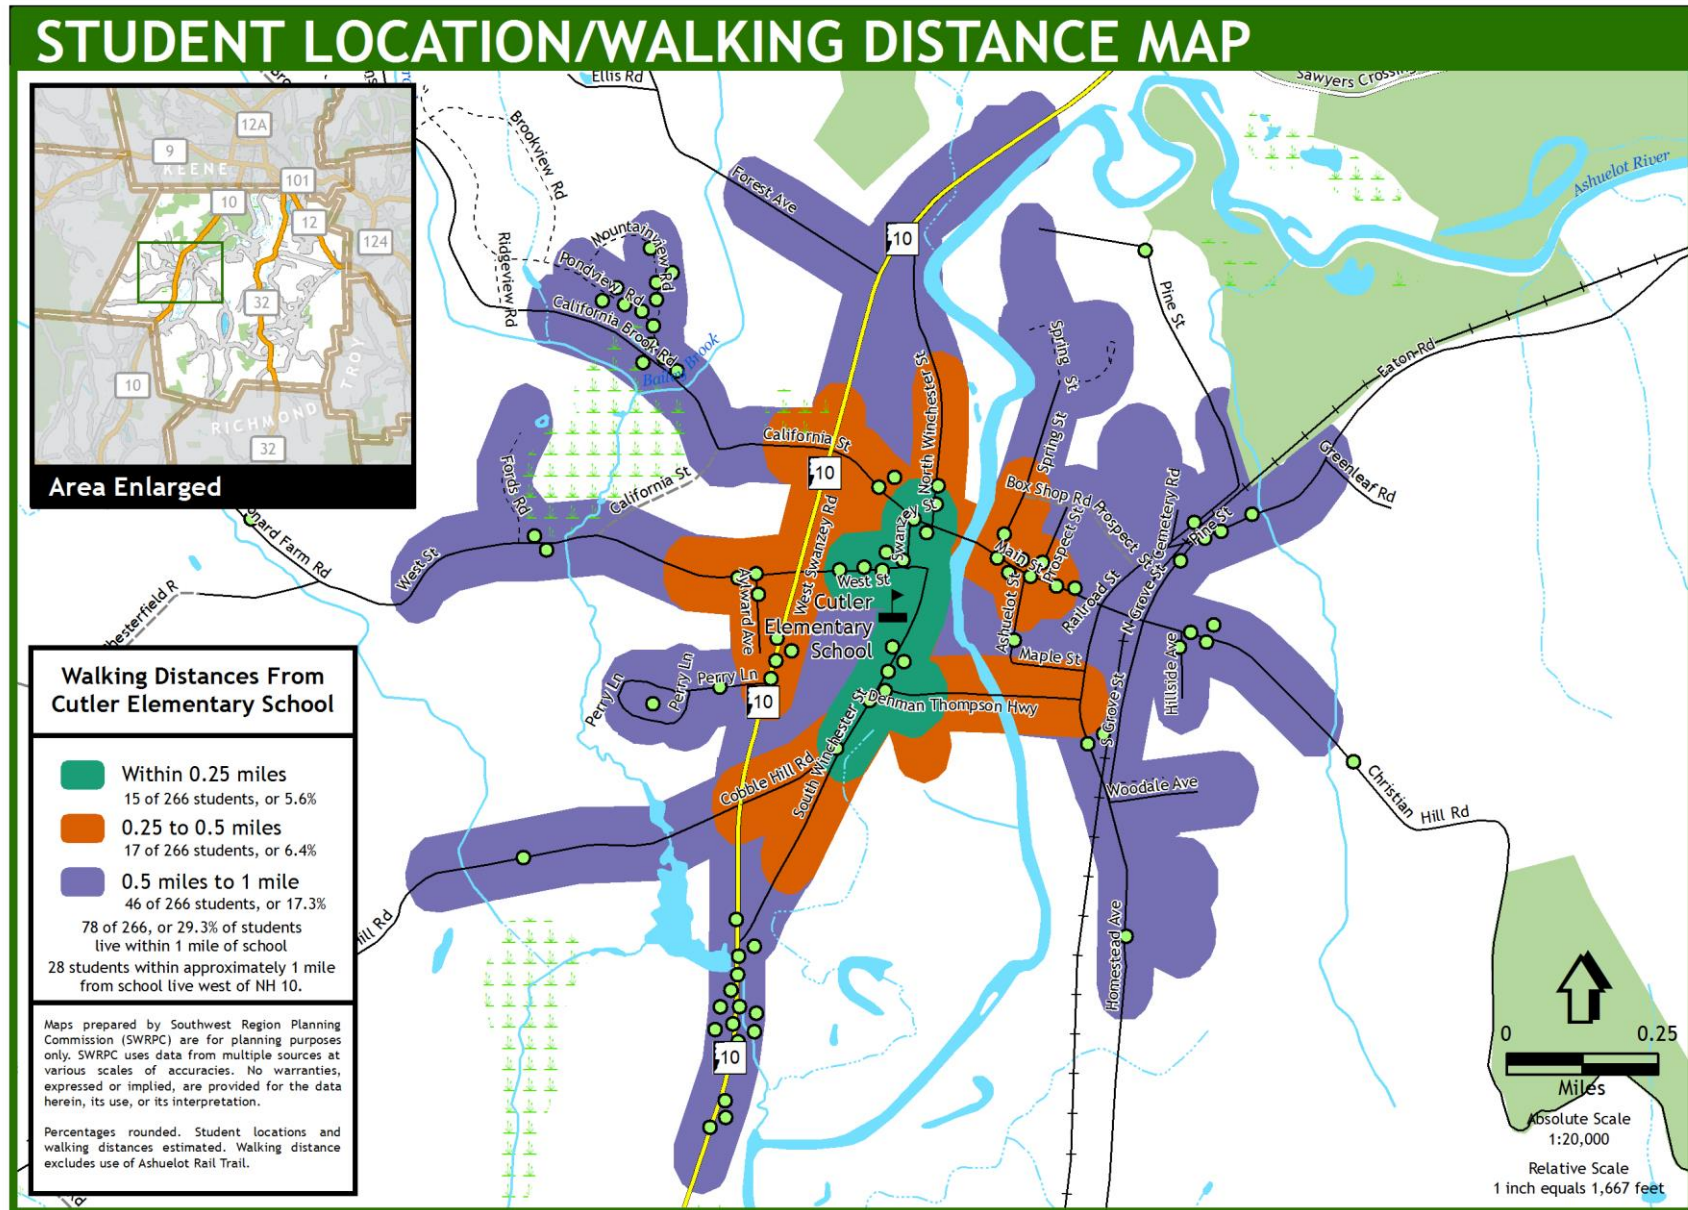 STUDENT LOCATION/WALKING DISTANCE MAP
12A
9
KEENE
101
10
12
124
32
10
TROY
RICHMOND
32
Area Enlarged
Ellis Rd
Sawyers Crossing
Brookview Rd
Forest Ave
Ashuelot River
10
Mountainview Rd
Ridgeview Rd
Pondview Rd
California Brook Rd
Bailey Brook
Pine St
Spring St
Eaton Rd
North Winchester St
California St
10
Spring St
Greenleaf Rd
Fords Rd
California St
Box Shop Rd
Prospect St
Prospect St
Cemetery Rd
Pine St
onard Farm Rd
West St
West Swanzey Rd
Swanzey St
Main St
Prospect St
West St
Aylward Ave
Cutler
Elementary
School
Ashuelot St
Railroad St
N Grove St
hesterfield R
Maple St
Hillside Ave
Perry Ln
Perry Ln
Perry Ln
10
Denman Thompson Hwy
S Grove St
South Winchester St
Cobble Hill Rd
Woodale Ave
Christian Hill Rd
Hill Rd
Homestead Ave
10
Walking Distances From
Cutler Elementary School
Within 0.25 miles
15 of 266 students, or 5.6%
0.25 to 0.5 miles
17 of 266 students, or 6.4%
0.5 miles to 1 mile
46 of 266 students, or 17.3%
78 of 266, or 29.3% of students
live within 1 mile of school
28 students within approximately 1 mile
from school live west of NH 10.
Maps prepared by Southwest Region Planning
Commission (SWRPC) are for planning purposes
only. SWRPC uses data from multiple sources at
various scales of accuracies. No warranties,
expressed or implied, are provided for the data
herein, its use, or its interpretation.
Percentages rounded. Student locations and
walking distances estimated. Walking distance
excludes use of Ashuelot Rail Trail.
0 0.25
Miles
Absolute Scale
1:20,000
Relative Scale
1 inch equals 1,667 feet